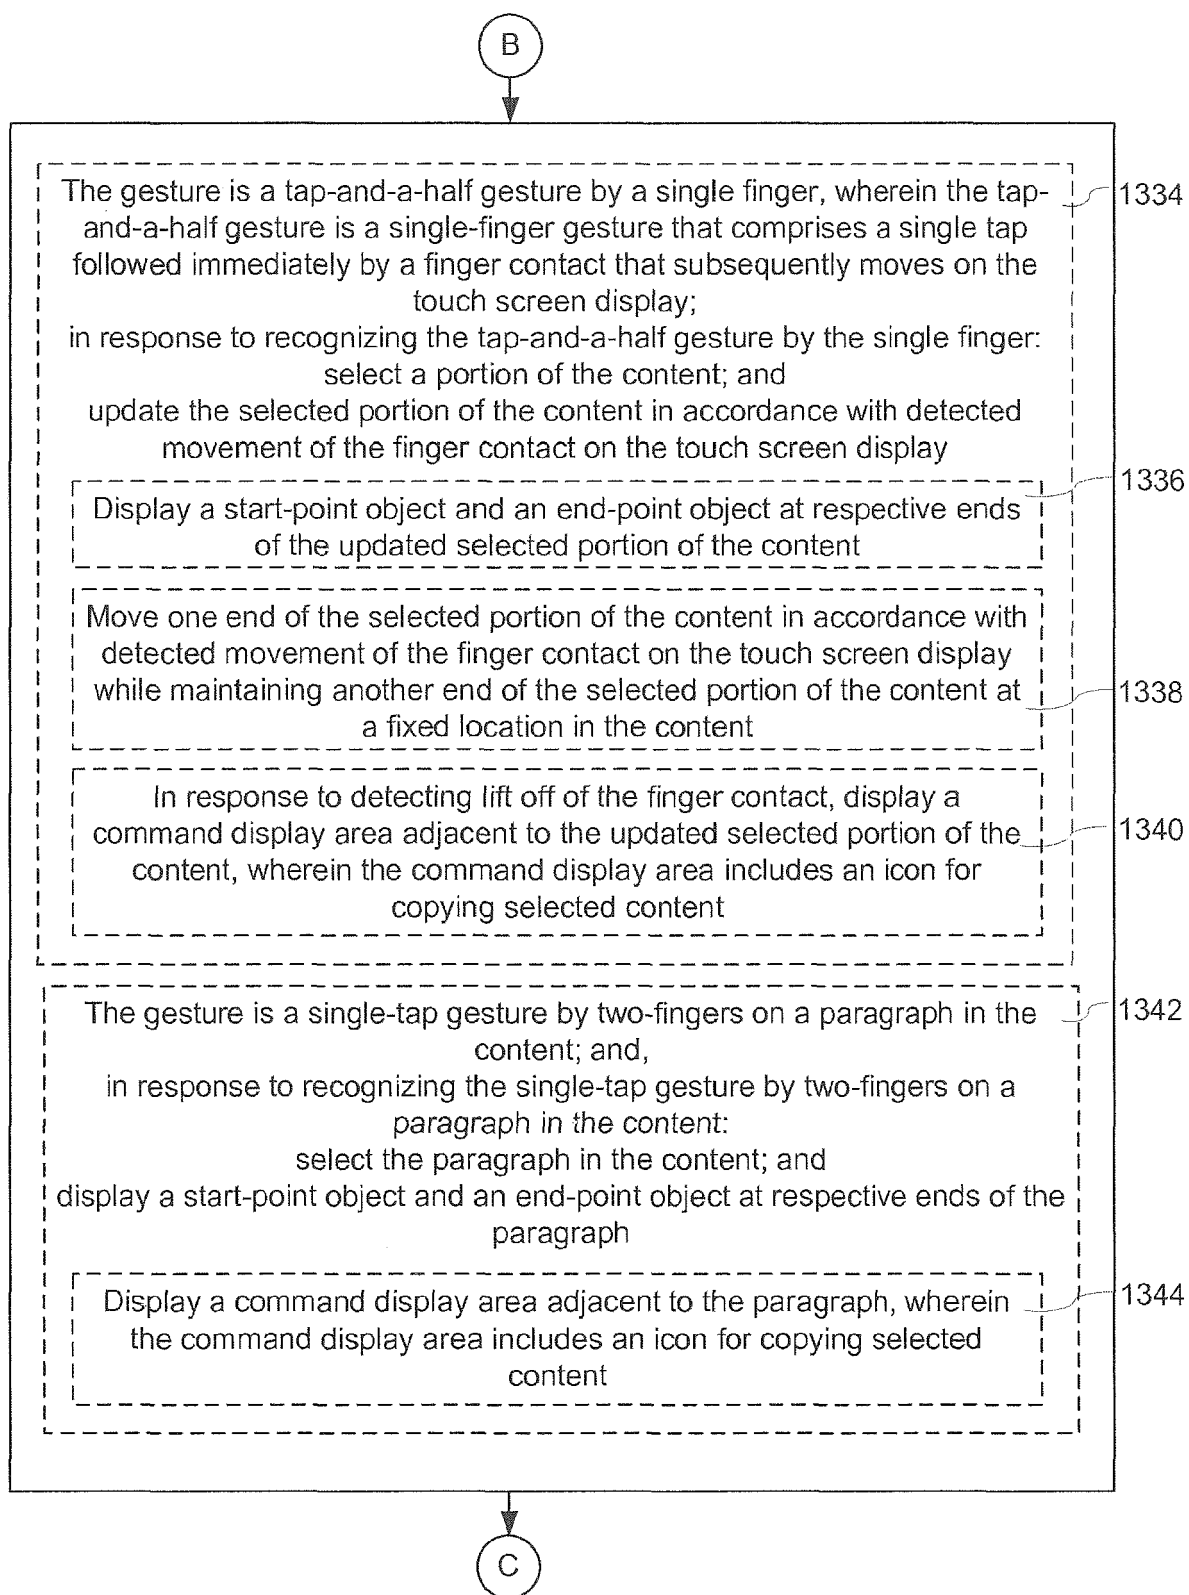 B
The gesture is a tap-and-a-half gesture by a single finger, wherein the tap-
and-a-half gesture is a single-finger gesture that comprises a single tap
followed immediately by a finger contact that subsequently moves on the
touch screen display;
in response to recognizing the tap-and-a-half gesture by the single finger:
select a portion of the content; and
update the selected portion of the content in accordance with detected
movement of the finger contact on the touch screen display
1334
Display a start-point object and an end-point object at respective ends
of the updated selected portion of the content
1336
Move one end of the selected portion of the content in accordance with
detected movement of the finger contact on the touch screen display
while maintaining another end of the selected portion of the content at
a fixed location in the content
1338
In response to detecting lift off of the finger contact, display a
command display area adjacent to the updated selected portion of the
content, wherein the command display area includes an icon for
copying selected content
1340
The gesture is a single-tap gesture by two-fingers on a paragraph in the
content; and,
in response to recognizing the single-tap gesture by two-fingers on a
paragraph in the content:
select the paragraph in the content; and
display a start-point object and an end-point object at respective ends of the
paragraph
1342
Display a command display area adjacent to the paragraph, wherein
the command display area includes an icon for copying selected
content
1344
C